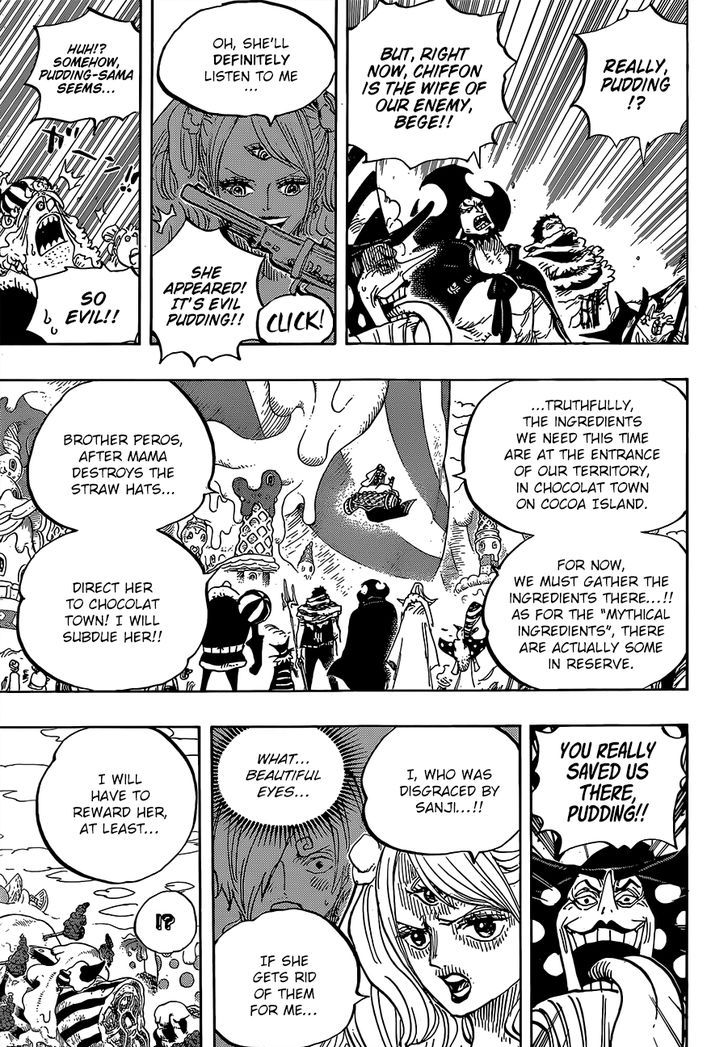 REALLY,
PUDDING
!?
BUT, RIGHT
NOW, CHIFFON
IS THE WIFE OF
OUR ENEMY,
BEGE!!
OH, SHE'LL
DEFINITELY
LISTEN TO ME
...
CLICK!
SHE
APPEARED!
IT'S EVIL
PUDDING!!
HUH!?
SOMEHOW,
PUDDING-SAMA
SEEMS...
ガーン
SO
EVIL!!
...TRUTHFULLY,
THE INGREDIENTS
WE NEED THIS TIME
ARE AT THE ENTRANCE
OF OUR TERRITORY,
IN CHOCOLAT TOWN
ON COCOA ISLAND.
FOR NOW,
WE MUST GATHER THE
INGREDIENTS THERE...!!
AS FOR THE "MYTHICAL
INGREDIENTS", THERE
ARE ACTUALLY SOME
IN RESERVE.
BROTHER PEROS,
AFTER MAMA
DESTROYS THE
STRAW HATS...
DIRECT HER
TO CHOCOLAT
TOWN! I WILL
SUBDUE HER!!
YOU REALLY
SAVED US
THERE,
PUDDING!!
I, WHO WAS
DISGRACED BY
SANJI...!!
WHAT...
BEAUTIFUL
EYES...
IF SHE
GETS RID
OF THEM
FOR ME...
I WILL
HAVE TO
REWARD HER,
AT LEAST...
!?